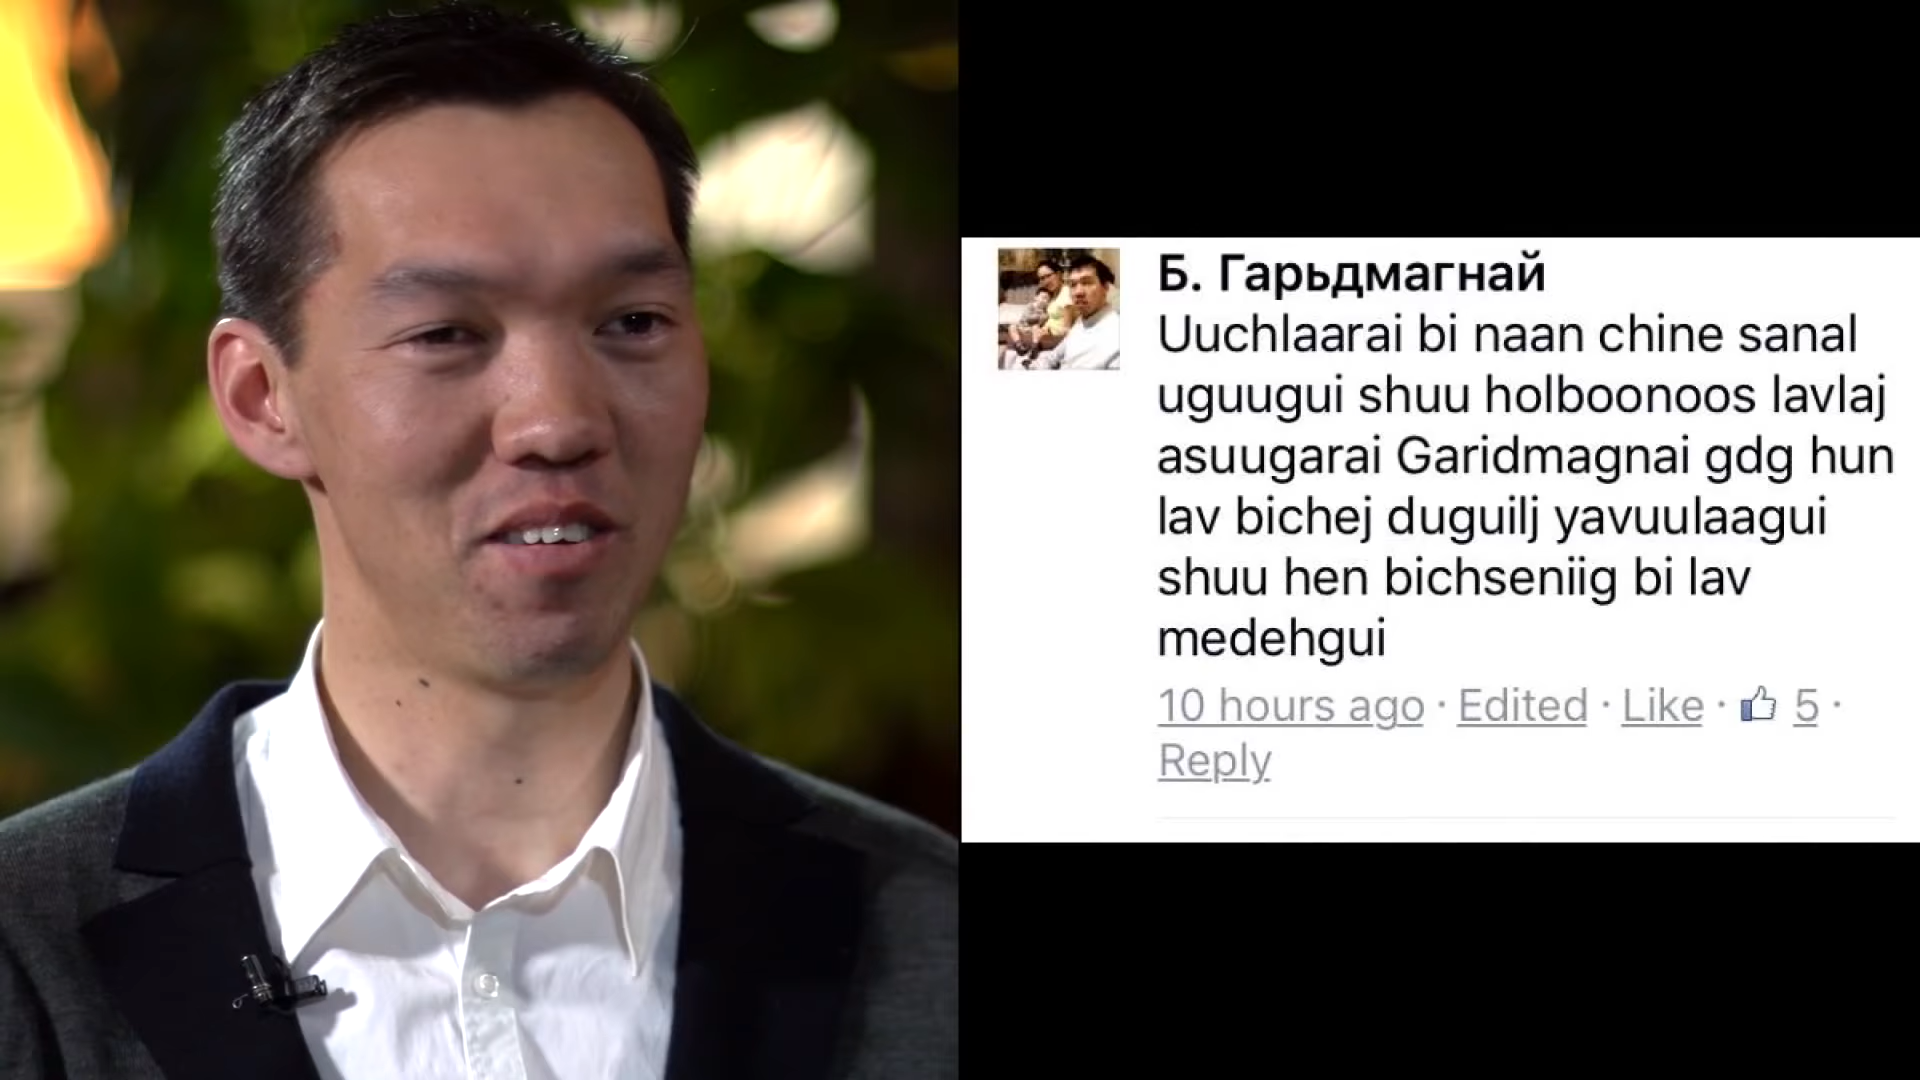 Б. Гарьдмагнай
Uuchlaarai bi naan chine sanal
uguugui shuu holboonoos lavlaj
asuugarai Garidmagnai gdg hun
lav bichej duguilj yavuulaagui
shuu hen bichseniig bi lav
medehgui
10 hours ago · Edited · Like · 5 ·
Reply